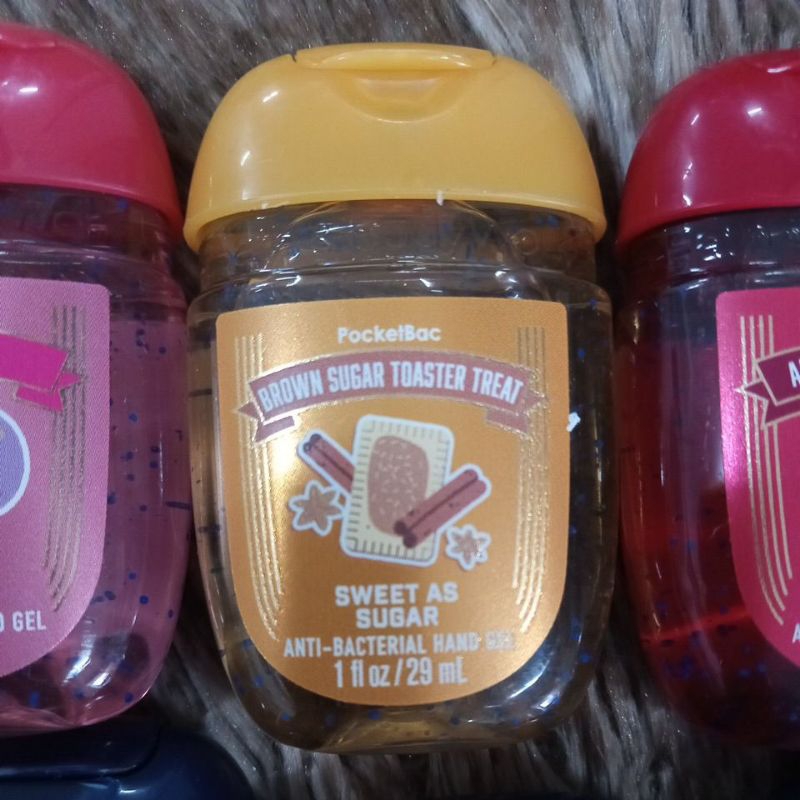 PocketBac
BROWN SUGAR TOASTER TREAT
SWEET AS
SUGAR
ANTI-BACTERIAL HAND GEL
1 fl oz / 29 mL
GEL